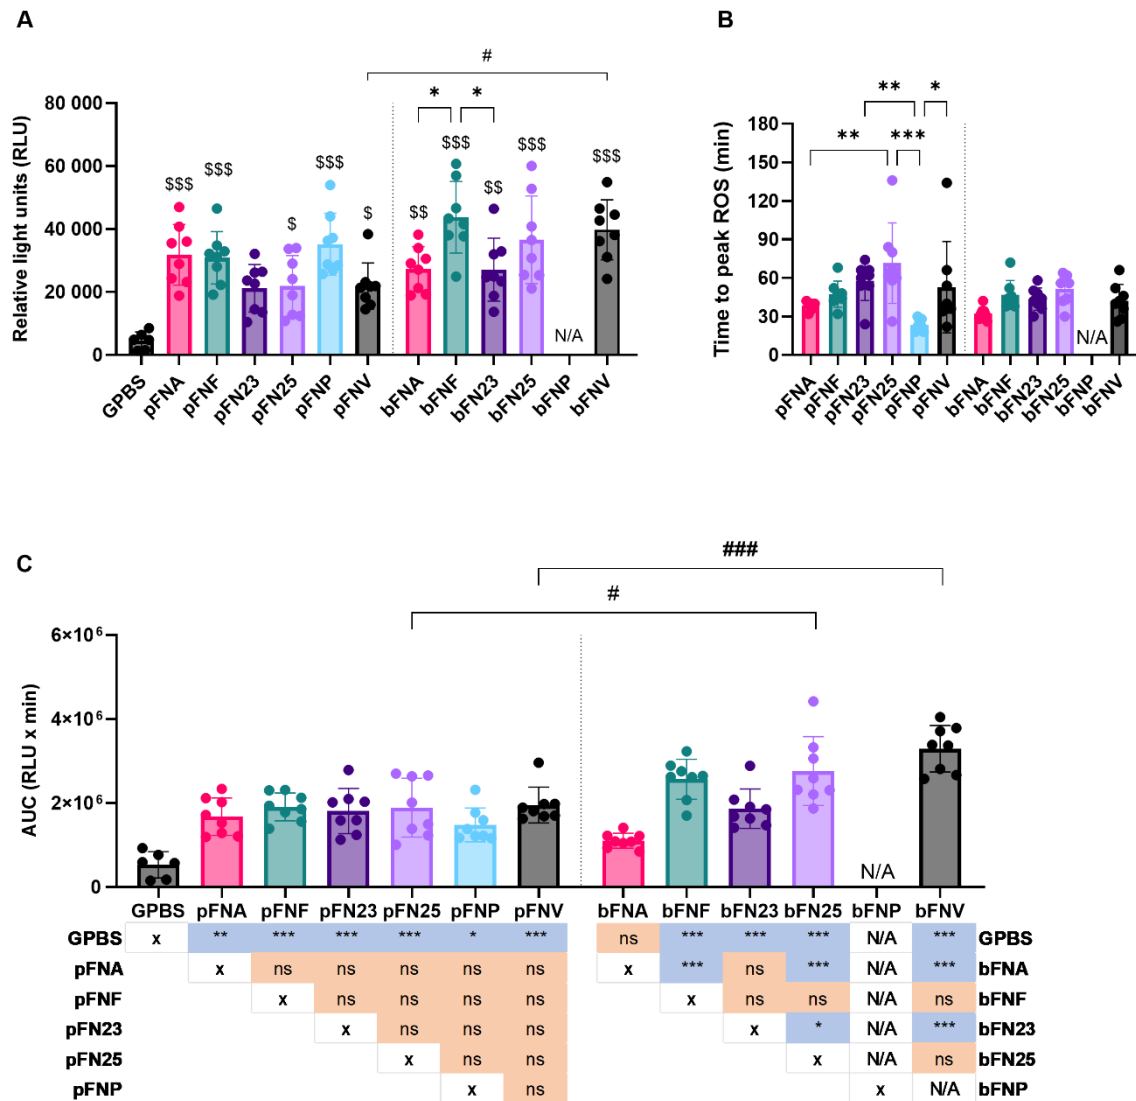 A
B
#
* *
** *
** ***
Relative light units (RLU)
80 000
60 000
40 000
20 000
0
$$$ $$$ $ $$$ $ $$ $$$ $$ $$$ $$$
N/A
GPBS pFNA pFNF pFN23 pFN25 pFNP pFNV bFNA bFNF bFN23 bFN25 bFNP bFNV
Time to peak ROS (min)
180
150
120
90
60
30
0
N/A
pFNA pFNF pFN23 pFN25 pFNP pFNV bFNA bFNF bFN23 bFN25 bFNP bFNV
C
###
#
AUC (RLU x min)
6×10⁶
4×10⁶
2×10⁶
0
N/A
GPBS pFNA pFNF pFN23 pFN25 pFNP pFNV bFNA bFNF bFN23 bFN25 bFNP bFNV
GPBS x ** *** *** *** * *** ns *** *** *** N/A *** GPBS
pFNA x ns ns ns ns ns x *** ns *** N/A *** bFNA
pFNF x ns ns ns ns x ns ns N/A ns bFNF
pFN23 x ns ns ns x * N/A *** bFN23
pFN25 x ns ns x N/A ns bFN25
pFNP x ns x N/A bFNP